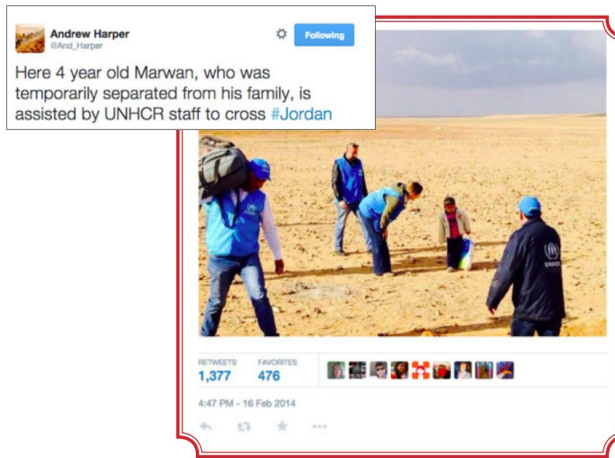 Andrew Harper
@And_Harper
Following
Here 4 year old Marwan, who was
temporarily separated from his family, is
assisted by UNHCR staff to cross #Jordan
UNHCR
RETWEETS FAVORITES
1,377 476
4:47 PM - 16 Feb 2014